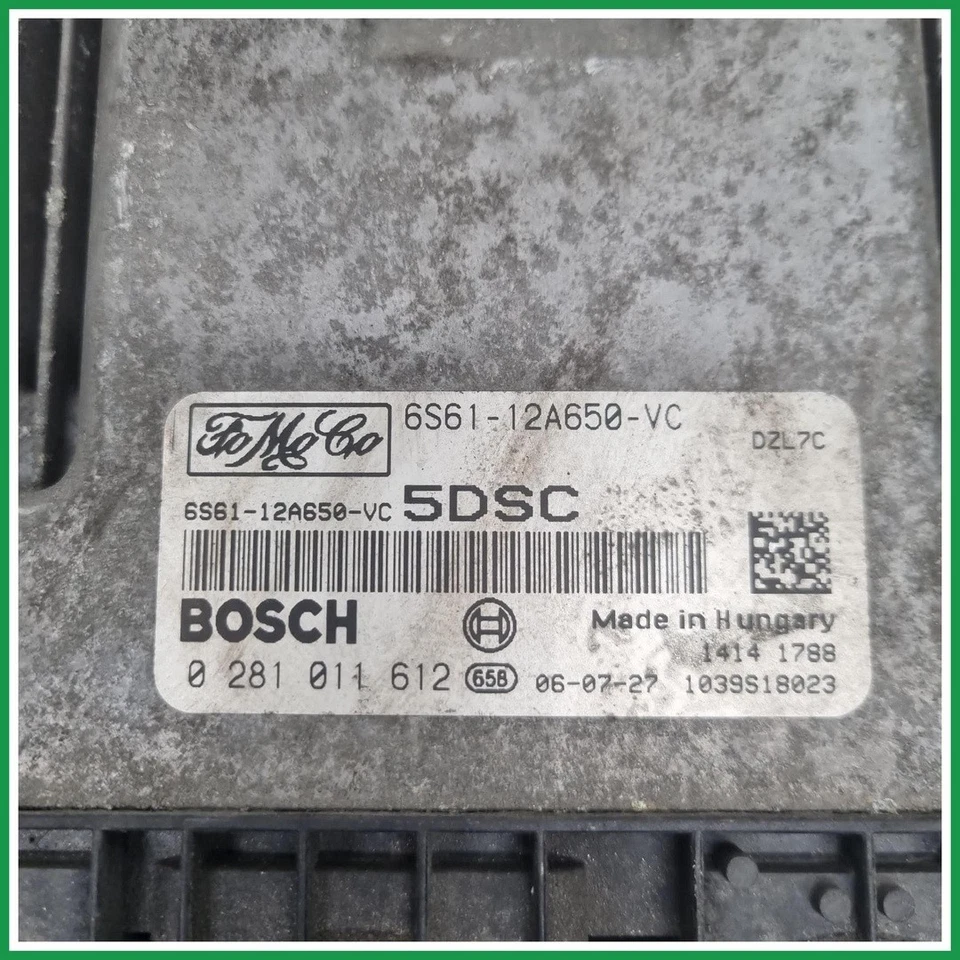 FoMoCo 6S61-12A650-VC
DZL7C
6S61-12A650-VC 5DSC
BOSCH
Made in Hungary
1414 1788
0 281 011 612 658 06-07-27 1039S18023